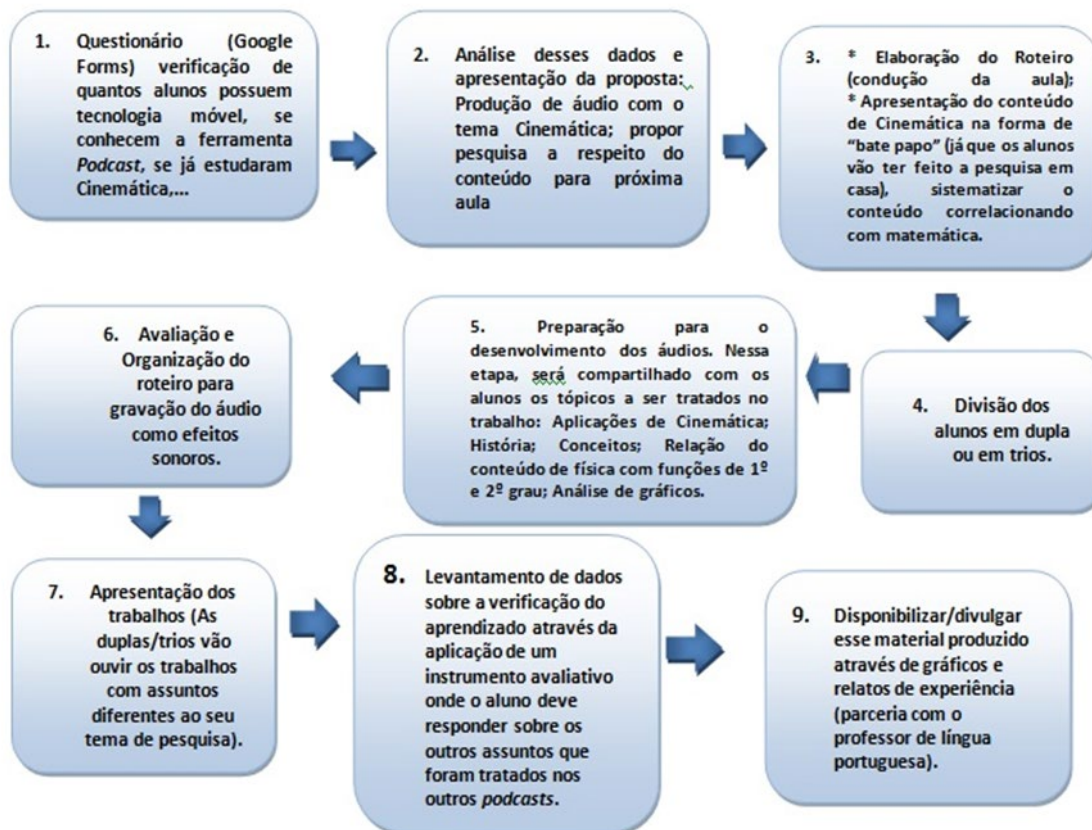 1. Questionário (Google
Forms) verificação de
quantos alunos possuem
tecnologia móvel, se
conhecem a ferramenta
Podcast, se já estudaram
Cinemática,...
2. Análise desses dados e
apresentação da proposta:
Produção de áudio com o
tema Cinemática; propor
pesquisa a respeito do
conteúdo para próxima
aula
3. * Elaboração do Roteiro
(condução da aula);
* Apresentação do conteúdo
de Cinemática na forma de
“bate papo” (já que os alunos
vão ter feito a pesquisa em
casa), sistematizar o
conteúdo correlacionando
com matemática.
4. Divisão dos
alunos em dupla
ou em trios.
5. Preparação para o
desenvolvimento dos áudios. Nessa
etapa, será compartilhado com os
alunos os tópicos a ser tratados no
trabalho: Aplicações de Cinemática;
História; Conceitos; Relação do
conteúdo de física com funções de 1º
e 2º grau; Análise de gráficos.
6. Avaliação e
Organização do
roteiro para
gravação do áudio
como efeitos
sonoros.
7. Apresentação dos
trabalhos (As
duplas/trios vão
ouvir os trabalhos
com assuntos
diferentes ao seu
tema de pesquisa).
8. Levantamento de dados
sobre a verificação do
aprendizado através da
aplicação de um
instrumento avaliativo
onde o aluno deve
responder sobre os
outros assuntos que
foram tratados nos
outros podcasts.
9. Disponibilizar/divulgar
esse material produzido
através de gráficos e
relatos de experiência
(parceria com o
professor de língua
portuguesa).